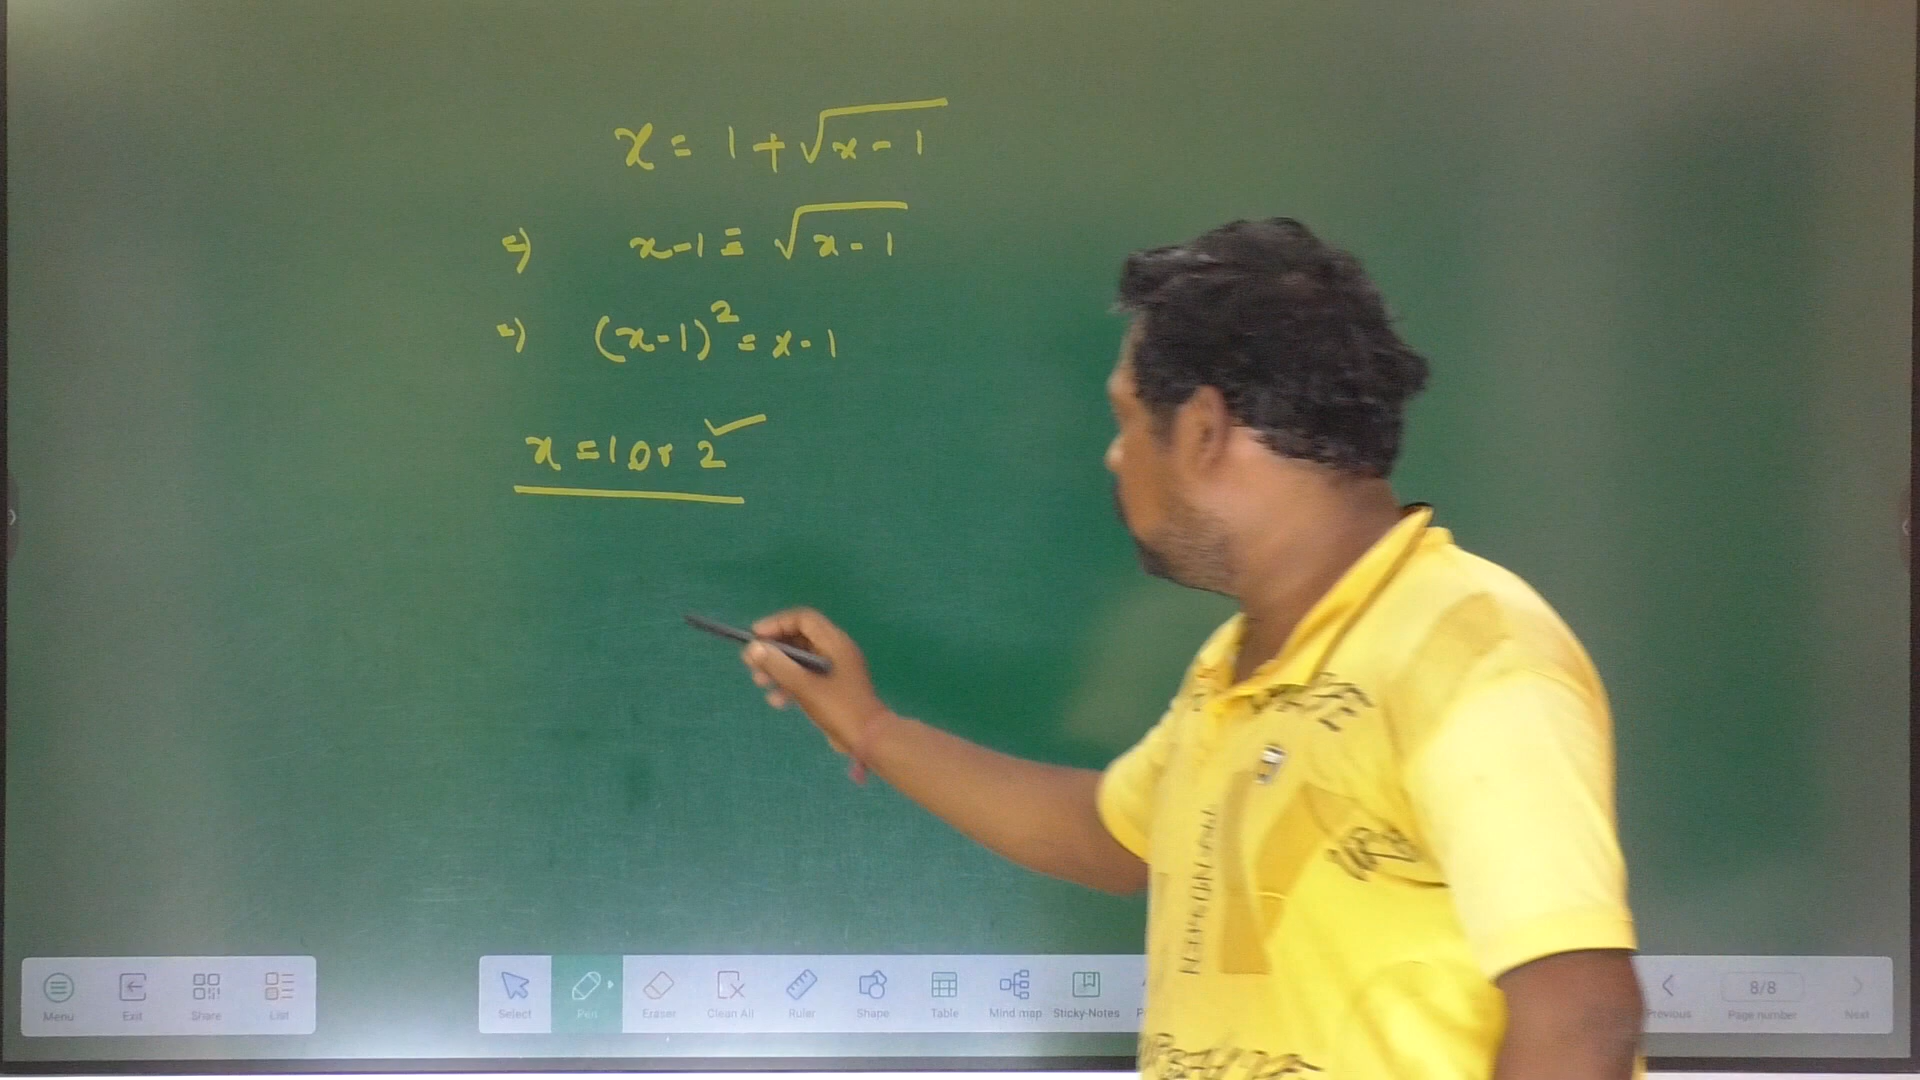 x = 1 + √x - 1
⇒) x - 1 = √x - 1
⇒) (x - 1)² = x - 1
x = 1 or 2 ✓
Menu Exit Share List
Select Pen Eraser Clean All Ruler Shape Table Mind map Sticky-Notes
Previous 8/8 Page number Next